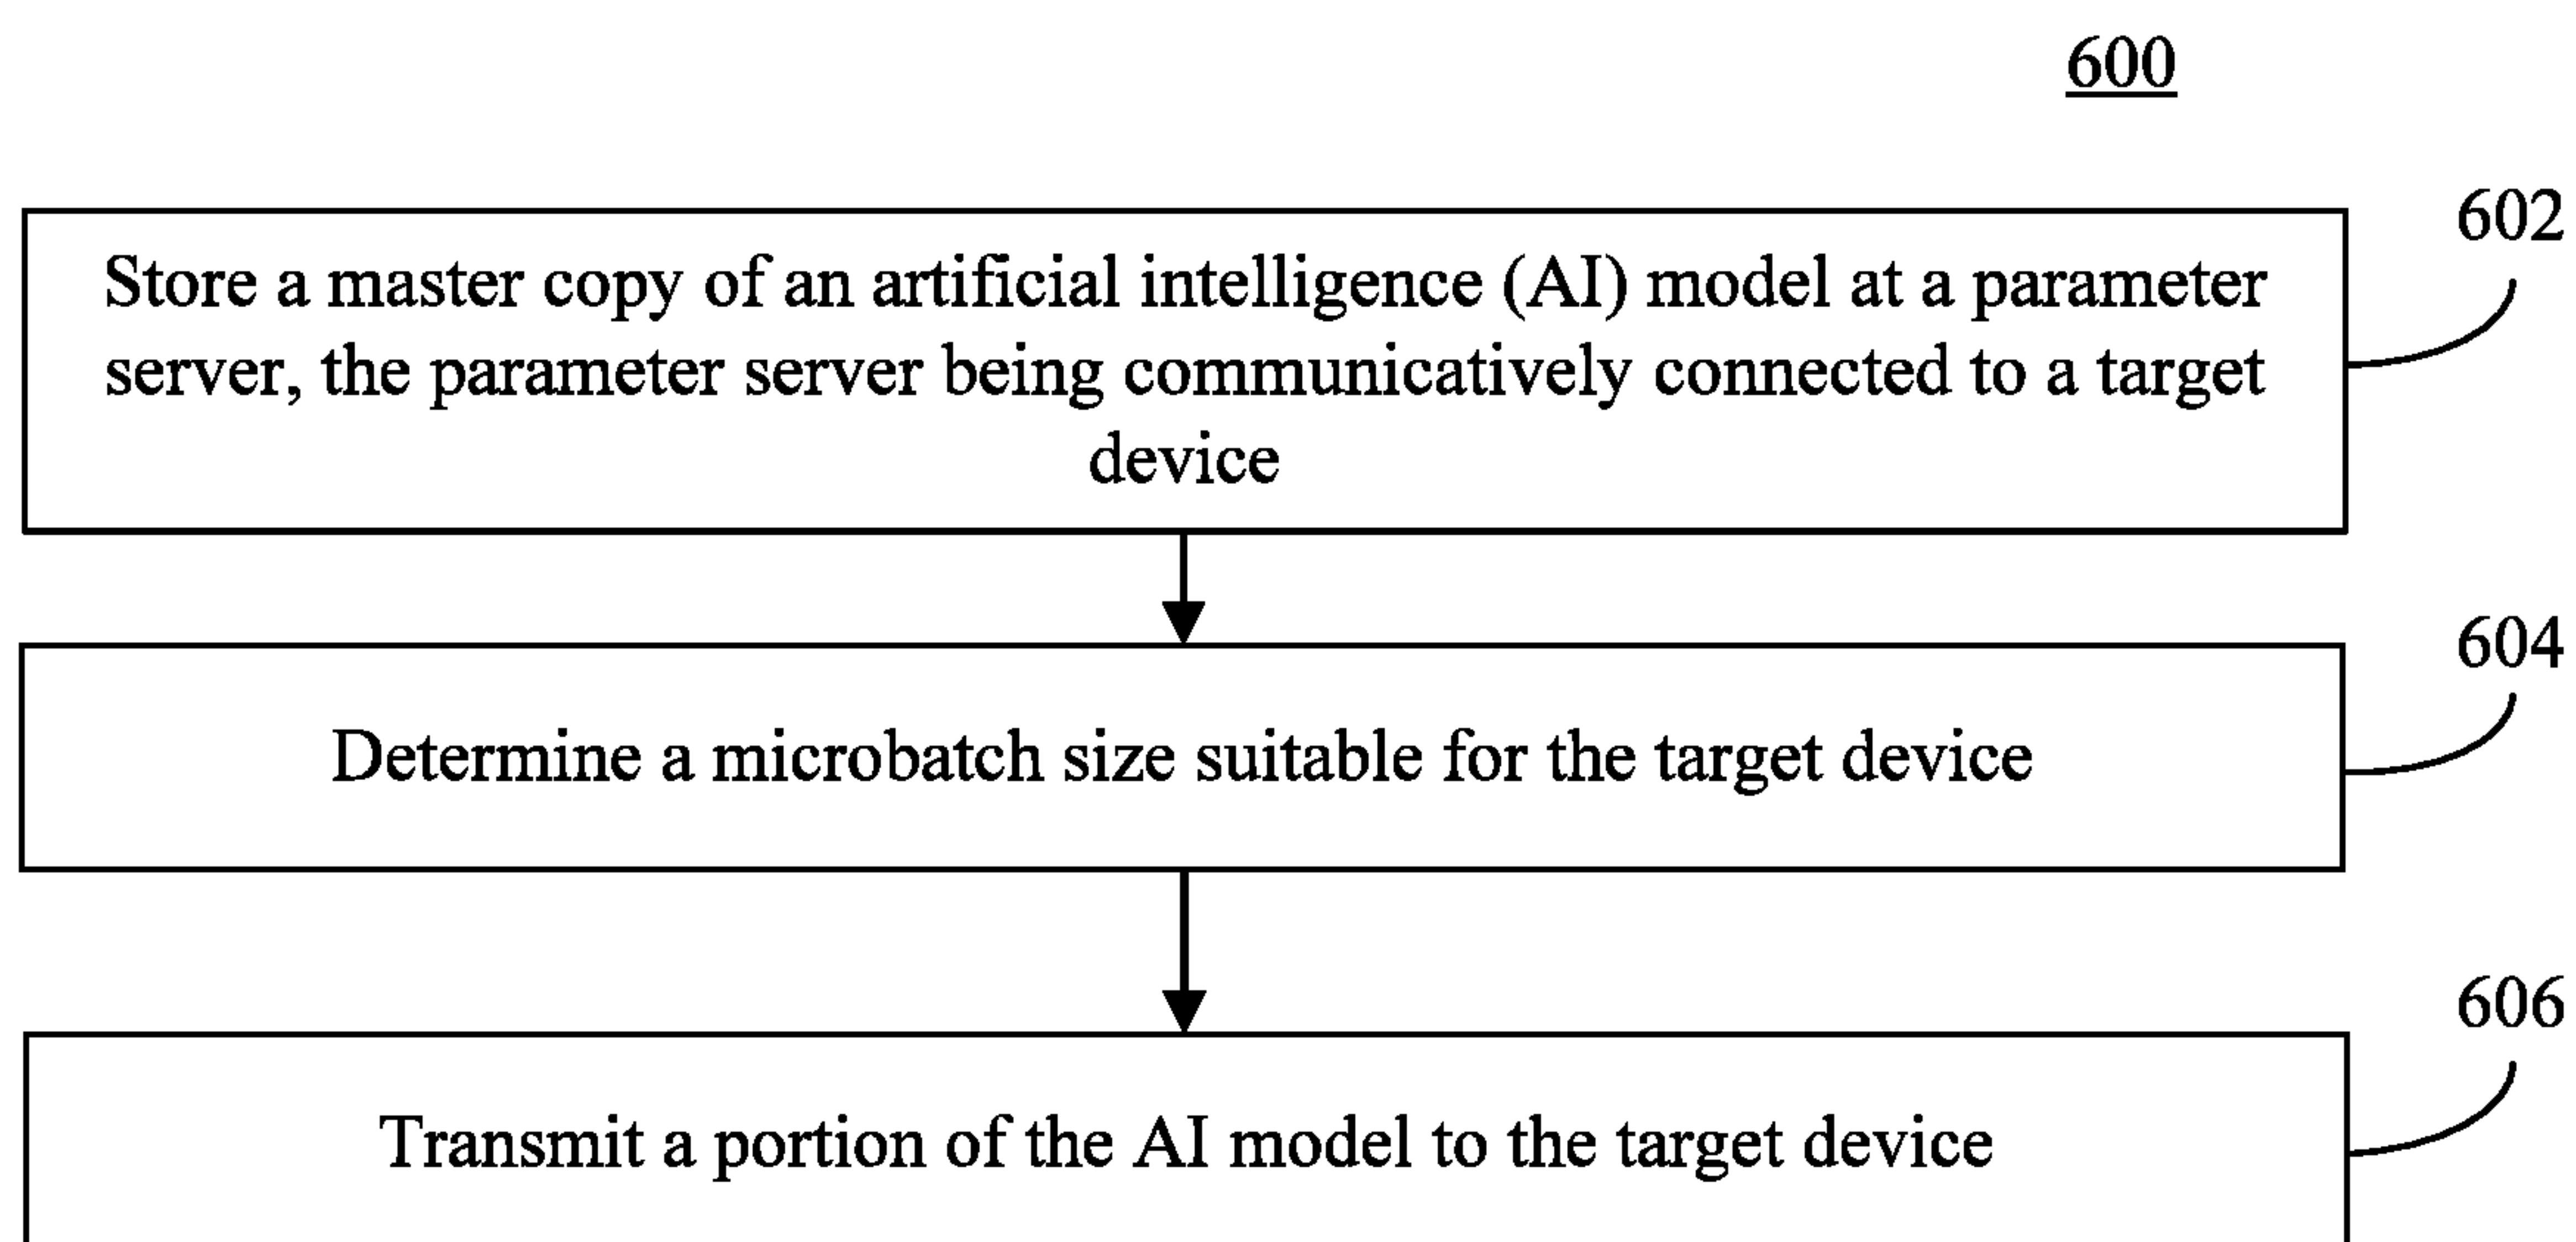 600
602
Store a master copy of an artificial intelligence (AI) model at a parameter
server, the parameter server being communicatively connected to a target
device
604
Determine a microbatch size suitable for the target device
606
Transmit a portion of the AI model to the target device